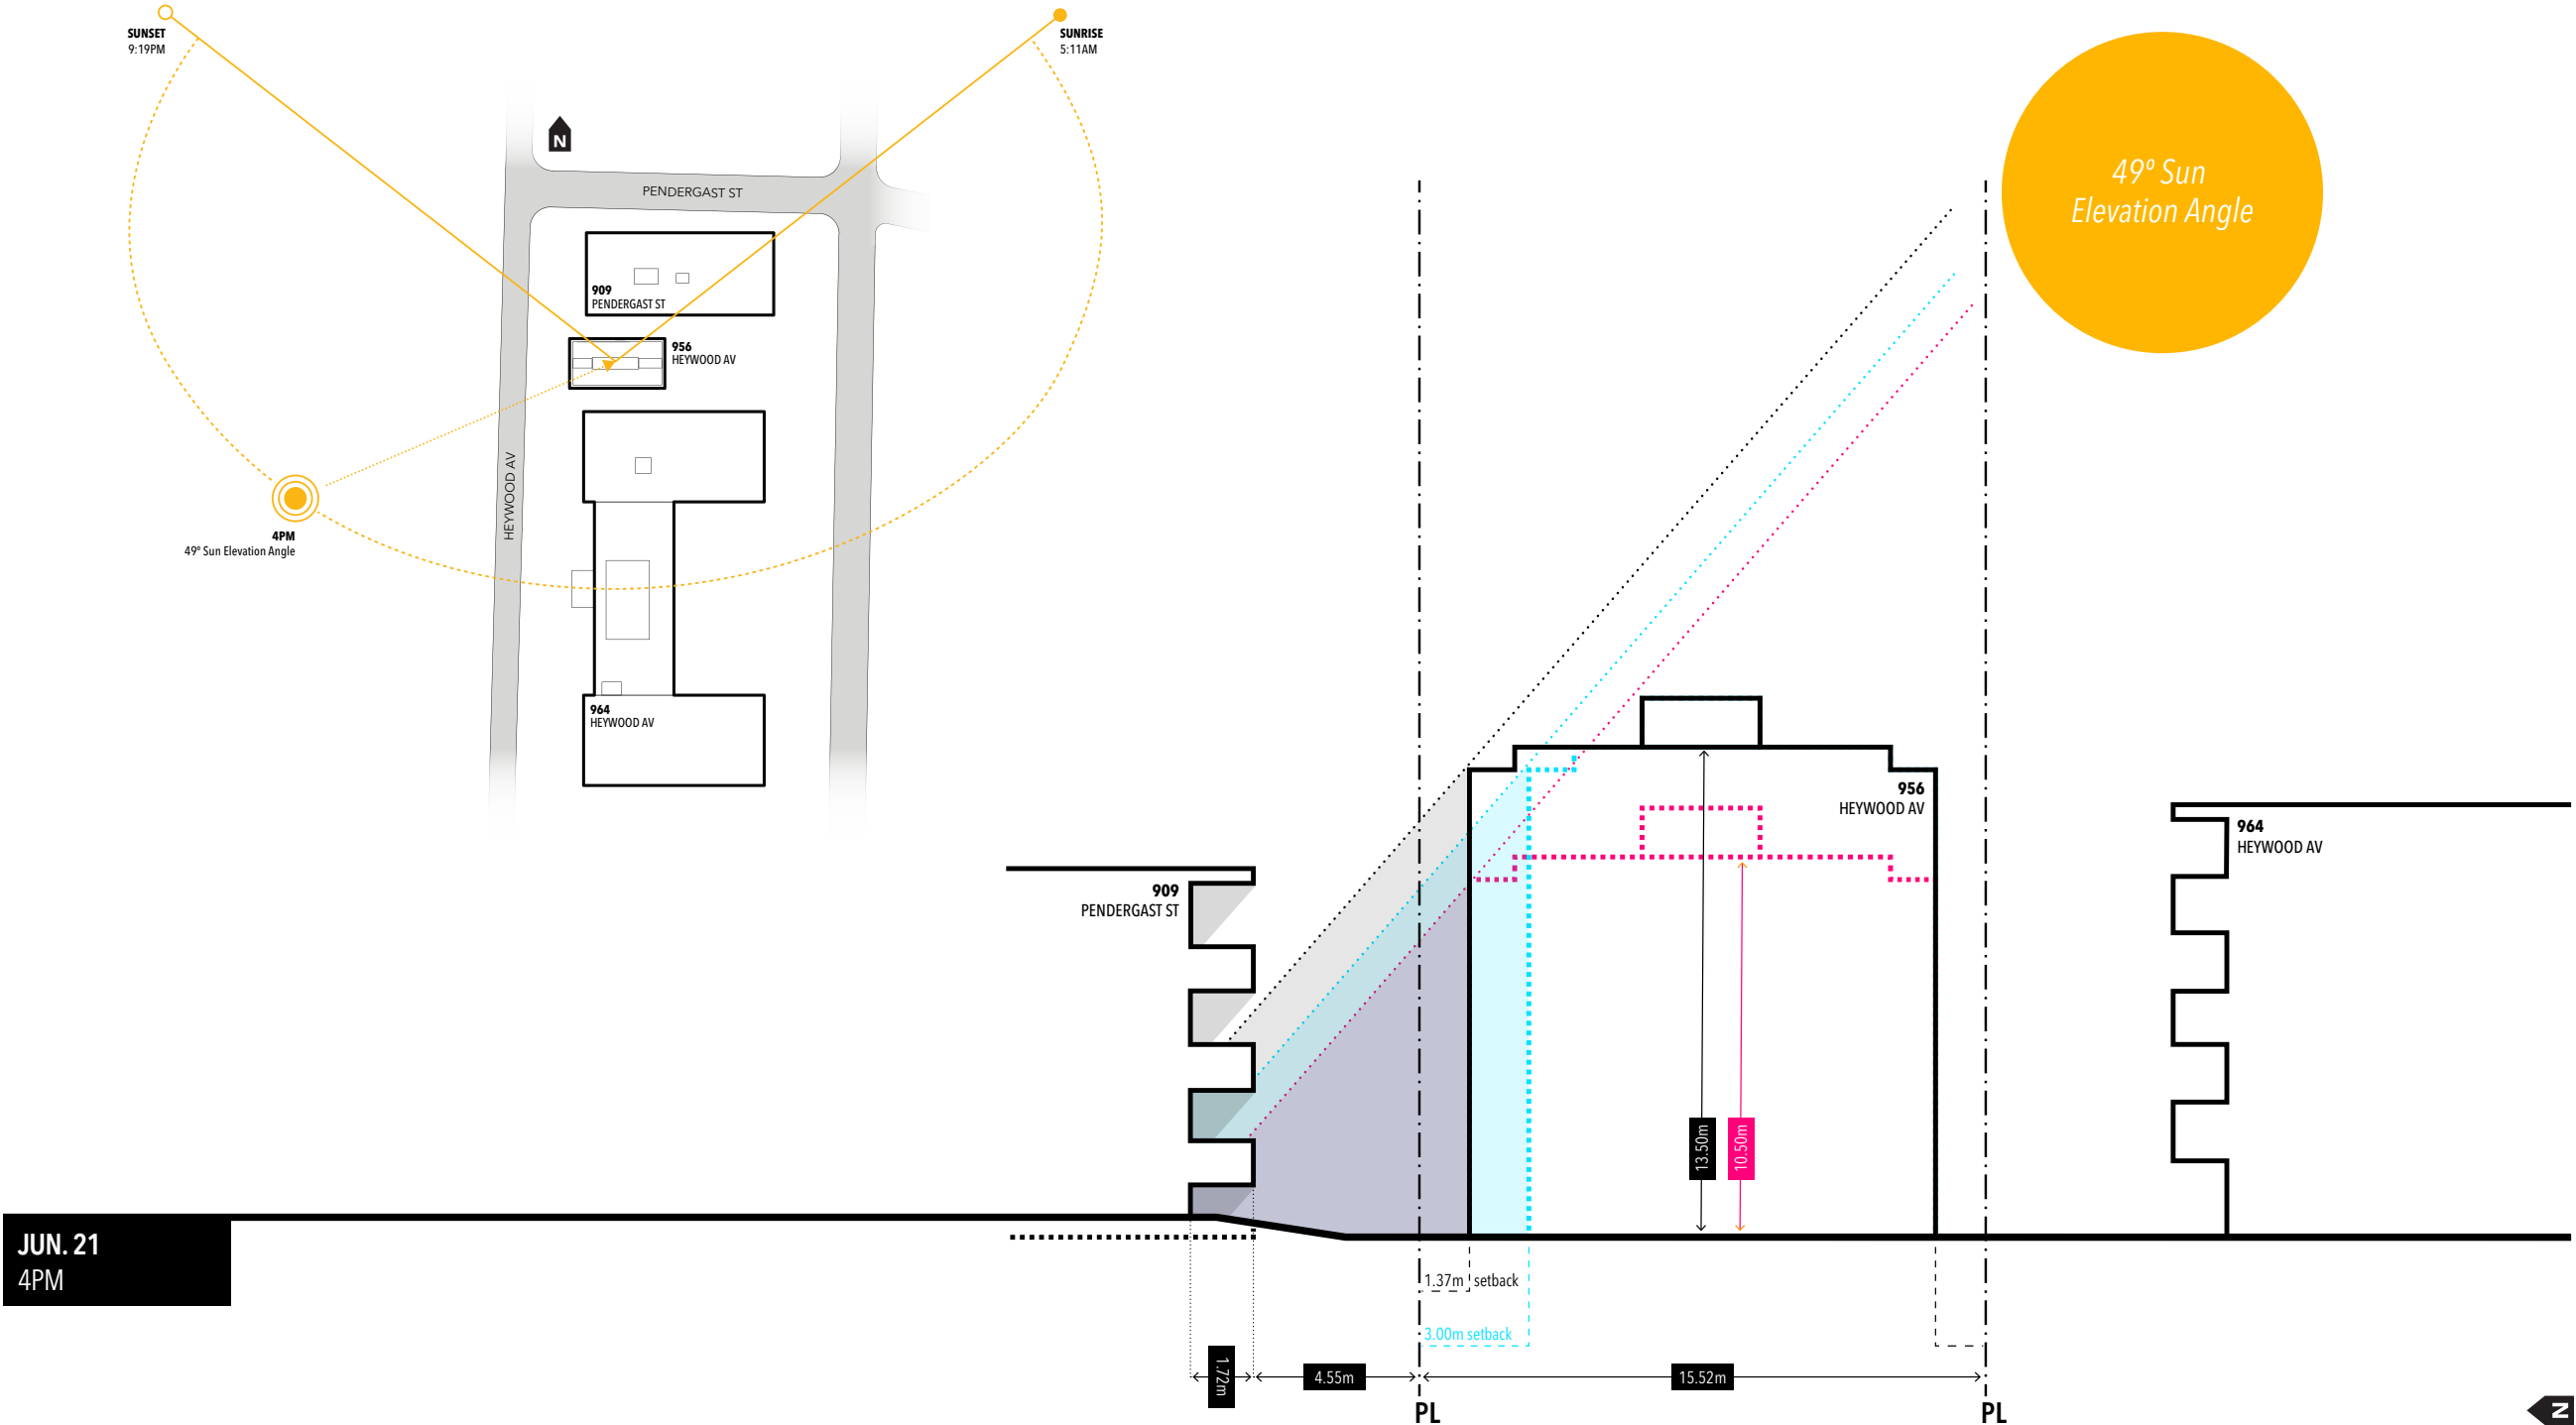 SUNSET
9:19PM
SUNRISE
5:11AM
N
PENDERGAST ST
909
PENDERGAST ST
956
HEYWOOD AV
HEYWOOD AV
4PM
49º Sun Elevation Angle
964
HEYWOOD AV
49º Sun
Elevation Angle
956
HEYWOOD AV
964
HEYWOOD AV
909
PENDERGAST ST
13.50m
10.50m
JUN. 21
4PM
1.37m setback
3.00m setback
1.72m
4.55m
15.52m
PL
PL
N